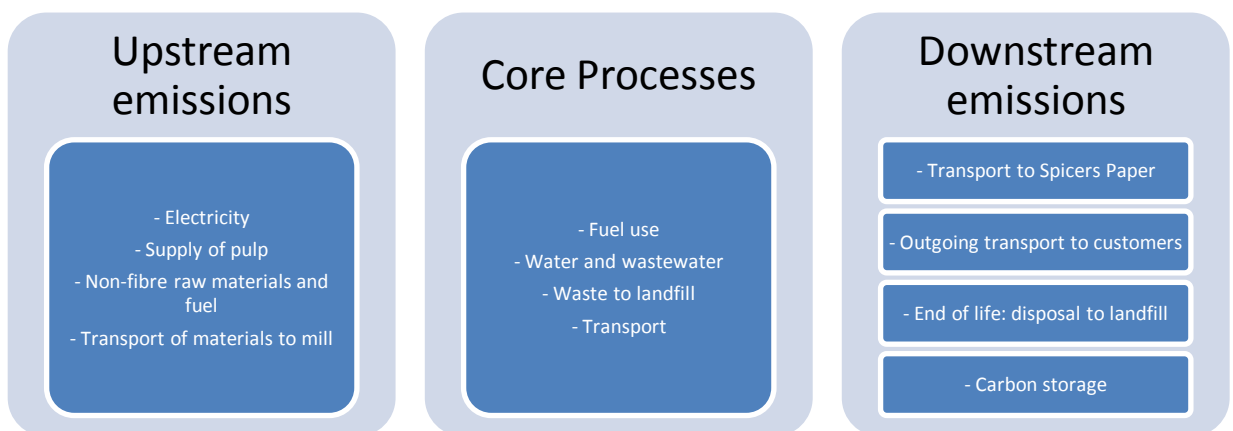 Upstream
emissions
- Electricity
- Supply of pulp
- Non-fibre raw materials and
fuel
- Transport of materials to mill
Core Processes
- Fuel use
- Water and wastewater
- Waste to landfill
- Transport
Downstream
emissions
- Transport to Spicers Paper
- Outgoing transport to customers
- End of life: disposal to landfill
- Carbon storage